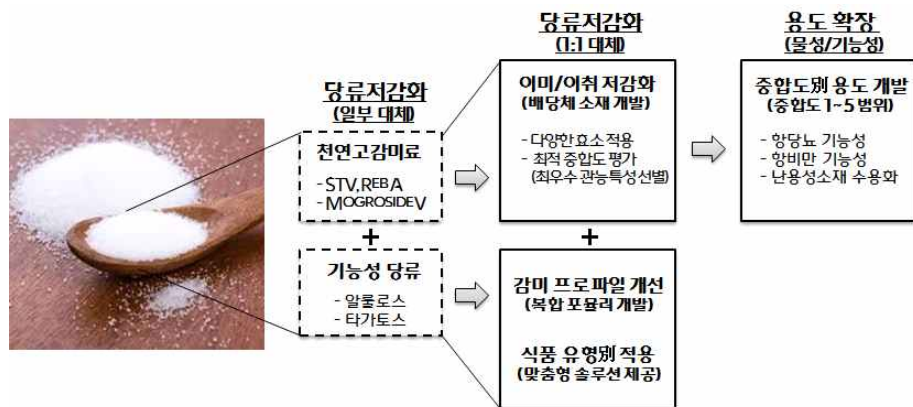 당류저감화
(일부 대체)
천연고감미료
- STV, REB A
- MOGROSIDE V
+
기능성 당류
- 알룰로스
- 타가토스
당류저감화
(1:1 대체)
이미/이취 저감화
(배당체 소재 개발)
- 다양한 효소 적용
- 최적 중합도 평가
(최우수 관능특성 선별)
+
감미 프로파일 개선
(복합 포뮬러 개발)
식품 유형別 적용
(맞춤형 솔루션 제공)
용도 확장
(물성/기능성)
중합도別 용도 개발
(중합도 1~5 범위)
- 항당뇨 기능성
- 항비만 기능성
- 난용성소재 수용화